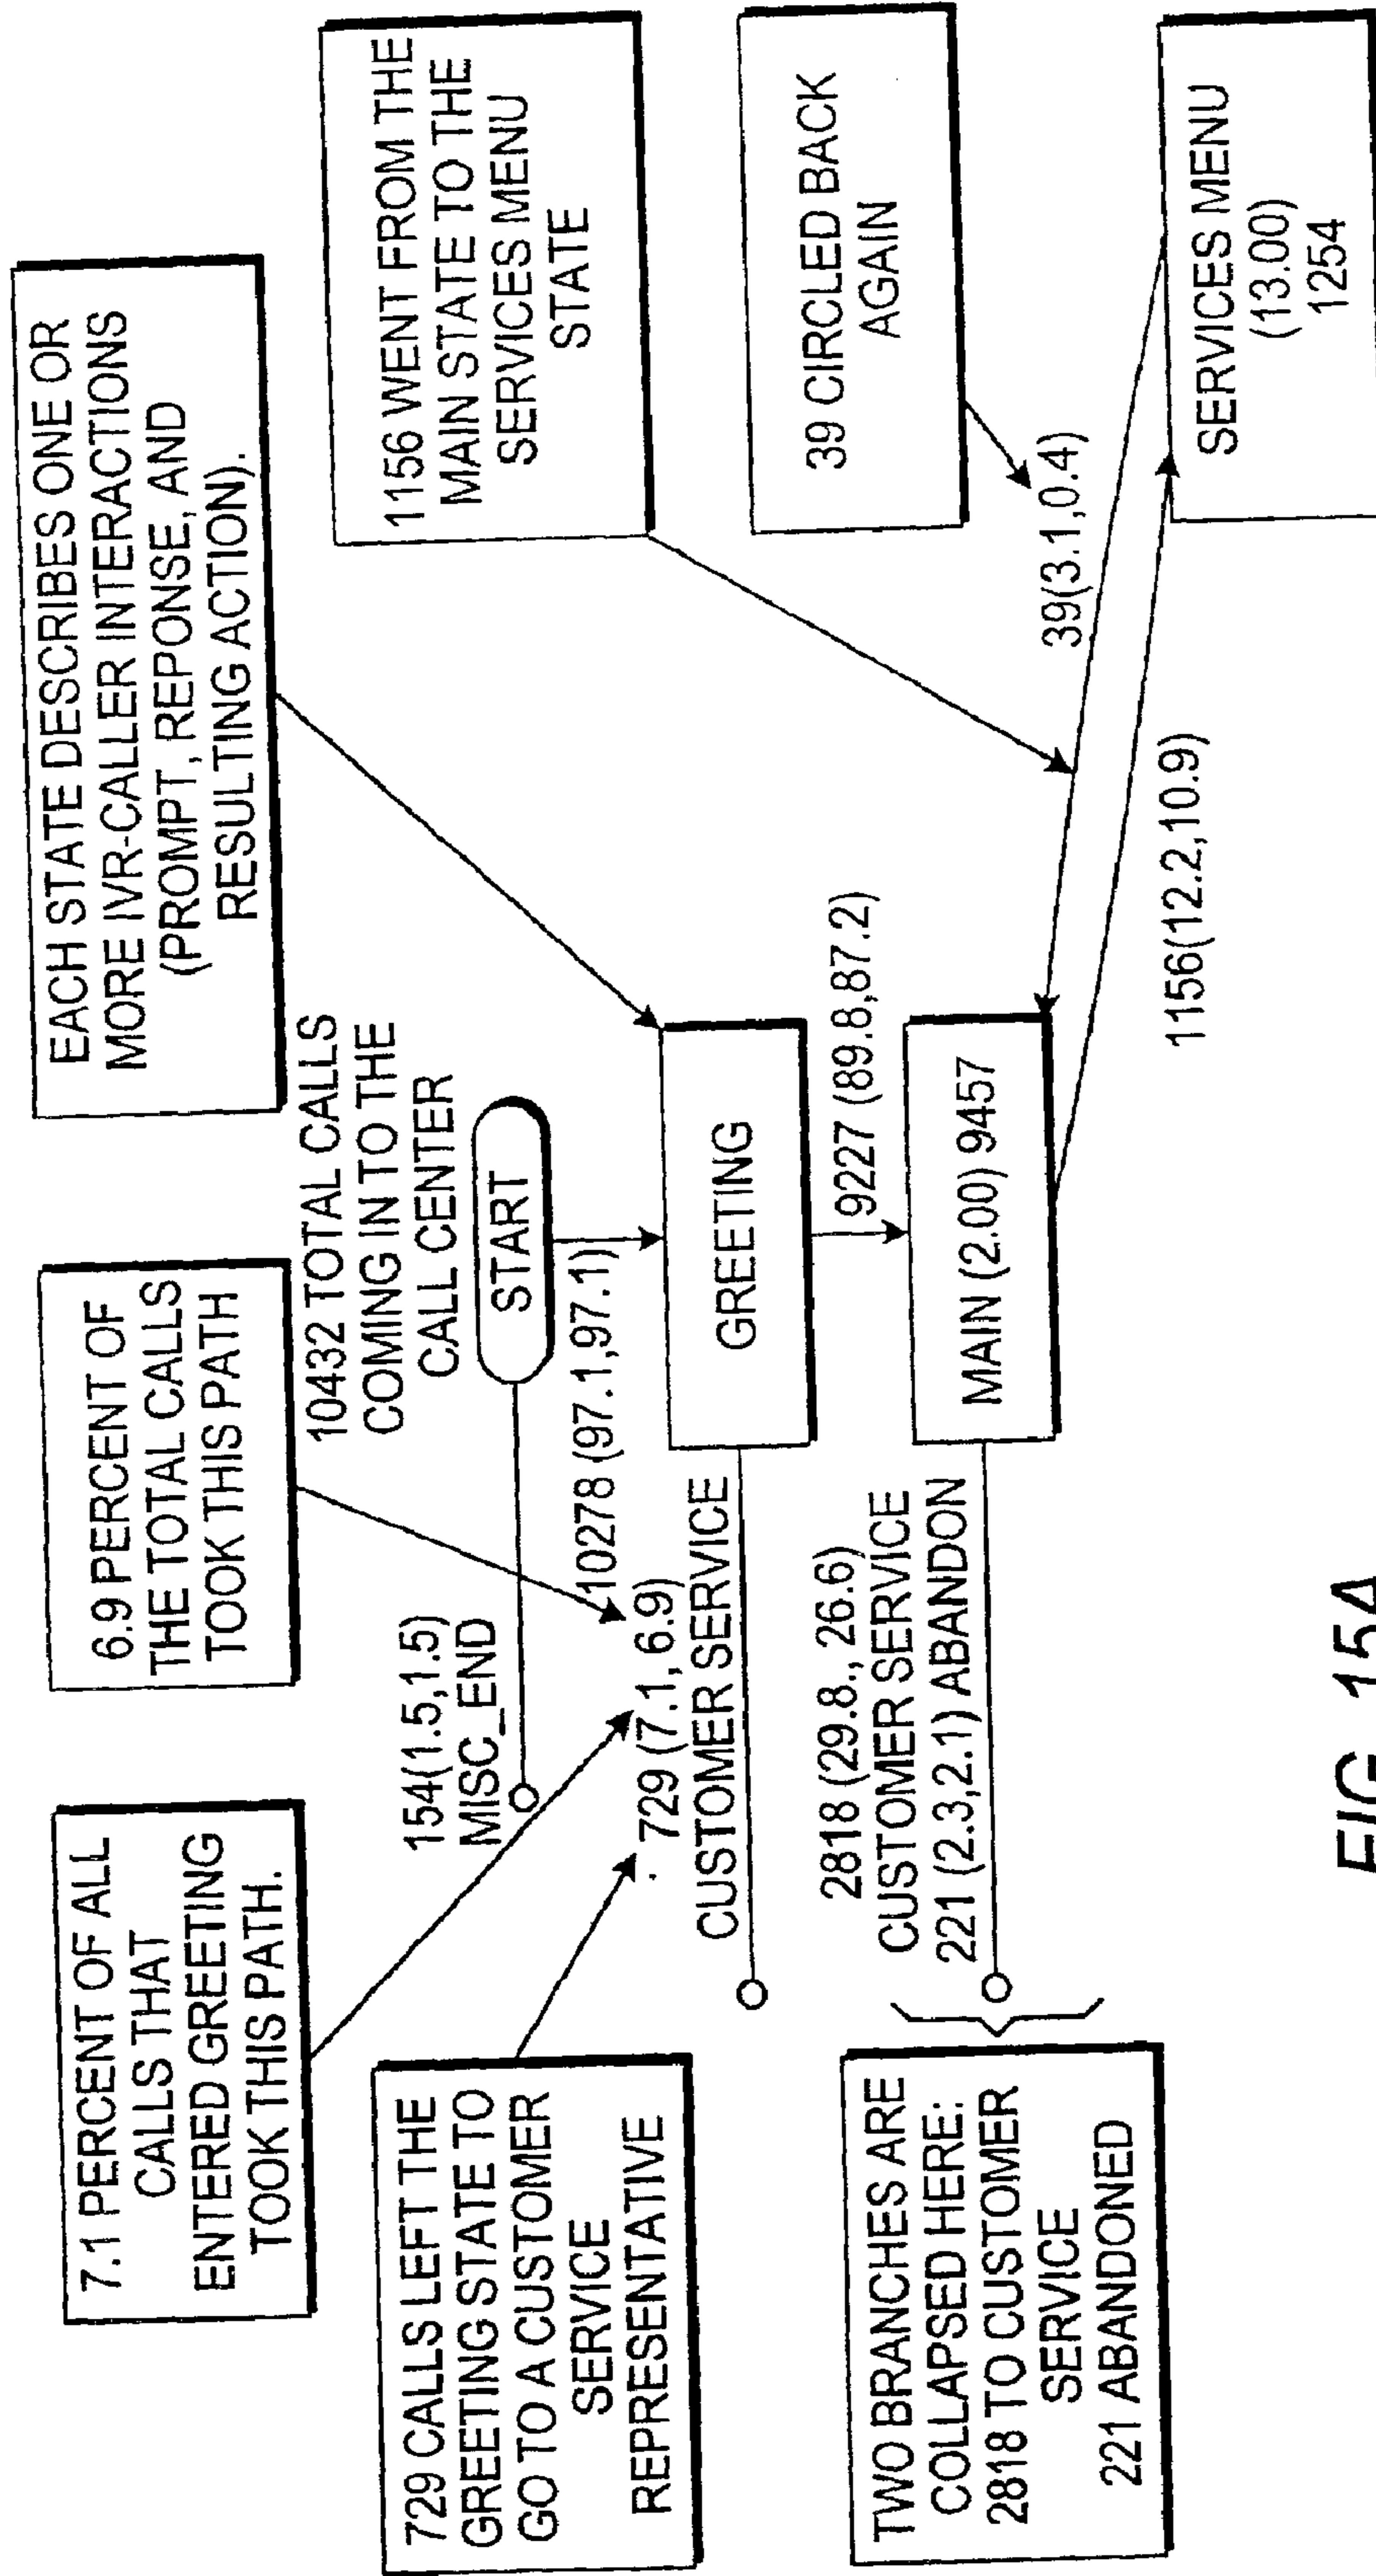 EACH STATE DESCRIBES ONE OR
MORE IVR-CALLER INTERACTIONS
(PROMPT, REPONSE, AND
RESULTING ACTION).
6.9 PERCENT OF
THE TOTAL CALLS
TOOK THIS PATH
7.1 PERCENT OF ALL
CALLS THAT
ENTERED GREETING
TOOK THIS PATH.
10432 TOTAL CALLS
COMING IN TO THE
CALL CENTER
START
154(1.5,1.5)
MISC_END
10278 (97.1,97.1)
1156 WENT FROM THE
MAIN STATE TO THE
SERVICES MENU
STATE
729 CALLS LEFT THE
GREETING STATE TO
GO TO A CUSTOMER
SERVICE
REPRESENTATIVE
729 (7.1, 6.9)
CUSTOMER SERVICE
GREETING
9227 (89.8,87.2)
39 CIRCLED BACK
AGAIN
39(3.1,0.4)
TWO BRANCHES ARE
COLLAPSED HERE:
2818 TO CUSTOMER
SERVICE
221 ABANDONED
2818 (29.8., 26.6)
CUSTOMER SERVICE
221 (2.3,2.1) ABANDON
MAIN (2.00) 9457
1156(12.2,10.9)
SERVICES MENU
(13.00)
1254
FIG. 15A